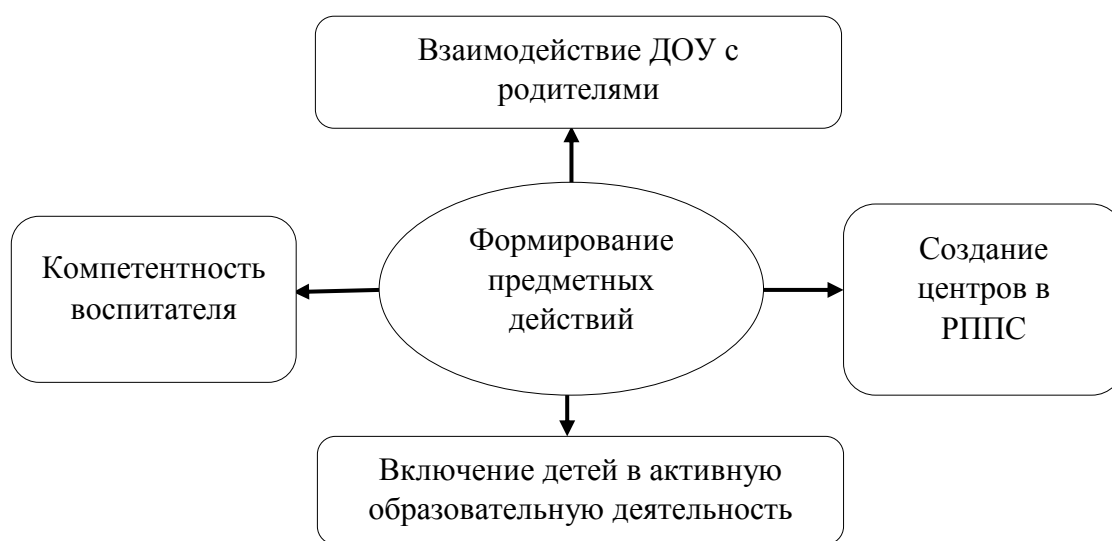 Взаимодействие ДОУ с
родителями
Компетентность
воспитателя
Формирование
предметных
действий
Создание
центров в
РППС
Включение детей в активную
образовательную деятельность